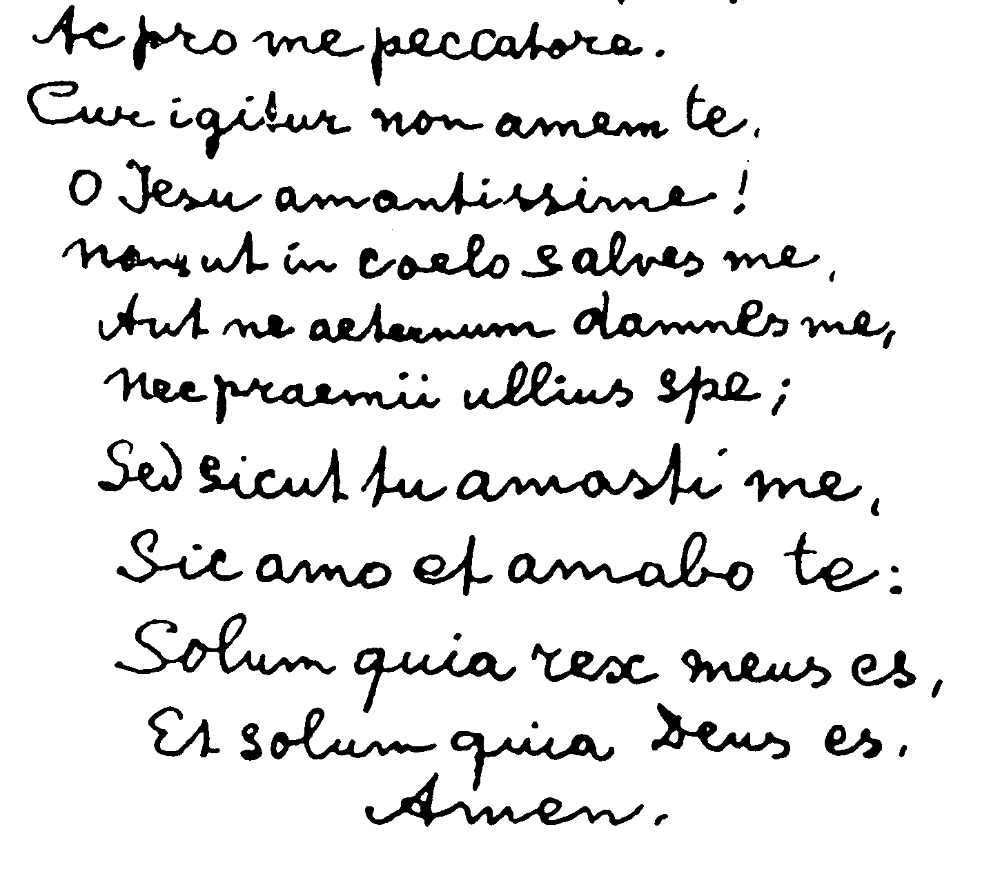 Ac pro me peccatore.
Cur igitur non amem te,
O Jesu amantissime!
Non, ut in coelo salves me,
Aut ne aeternum damnes me,
Nec praemii ullius spe;
Sed sicut tu amasti me,
Sic amo et amabo te:
Solum quia rex meus es,
Et solum quia Deus es.
Amen.